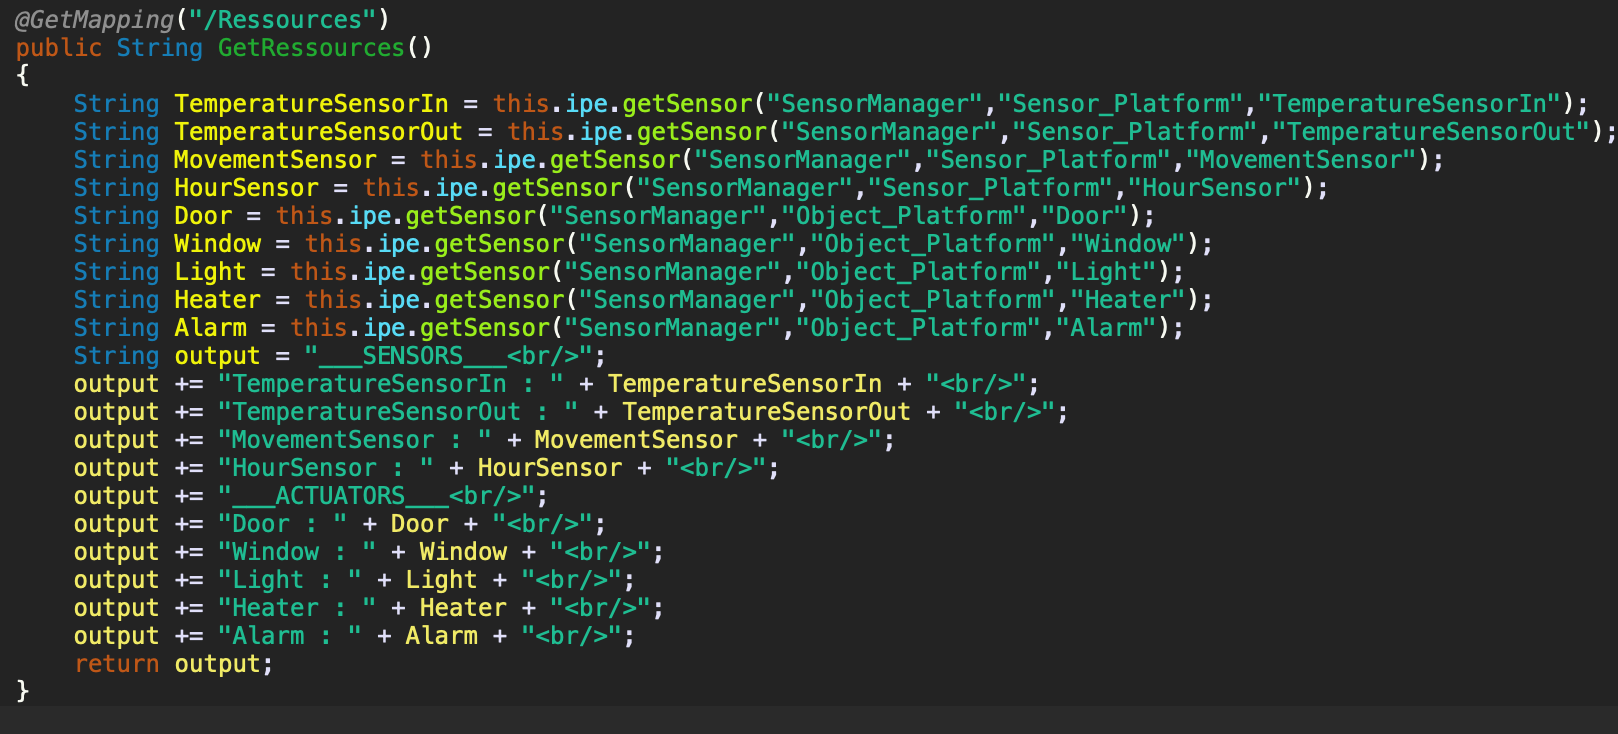 @GetMapping("/Ressources")
public String GetRessources()
{
    String TemperatureSensorIn = this.ipe.getSensor("SensorManager","Sensor_Platform","TemperatureSensorIn");
    String TemperatureSensorOut = this.ipe.getSensor("SensorManager","Sensor_Platform","TemperatureSensorOut");
    String MovementSensor = this.ipe.getSensor("SensorManager","Sensor_Platform","MovementSensor");
    String HourSensor = this.ipe.getSensor("SensorManager","Sensor_Platform","HourSensor");
    String Door = this.ipe.getSensor("SensorManager","Object_Platform","Door");
    String Window = this.ipe.getSensor("SensorManager","Object_Platform","Window");
    String Light = this.ipe.getSensor("SensorManager","Object_Platform","Light");
    String Heater = this.ipe.getSensor("SensorManager","Object_Platform","Heater");
    String Alarm = this.ipe.getSensor("SensorManager","Object_Platform","Alarm");
    String output = "___SENSORS___<br/>";
    output += "TemperatureSensorIn : " + TemperatureSensorIn + "<br/>";
    output += "TemperatureSensorOut : " + TemperatureSensorOut + "<br/>";
    output += "MovementSensor : " + MovementSensor + "<br/>";
    output += "HourSensor : " + HourSensor + "<br/>";
    output += "___ACTUATORS___<br/>";
    output += "Door : " + Door + "<br/>";
    output += "Window : " + Window + "<br/>";
    output += "Light : " + Light + "<br/>";
    output += "Heater : " + Heater + "<br/>";
    output += "Alarm : " + Alarm + "<br/>";
    return output;
}